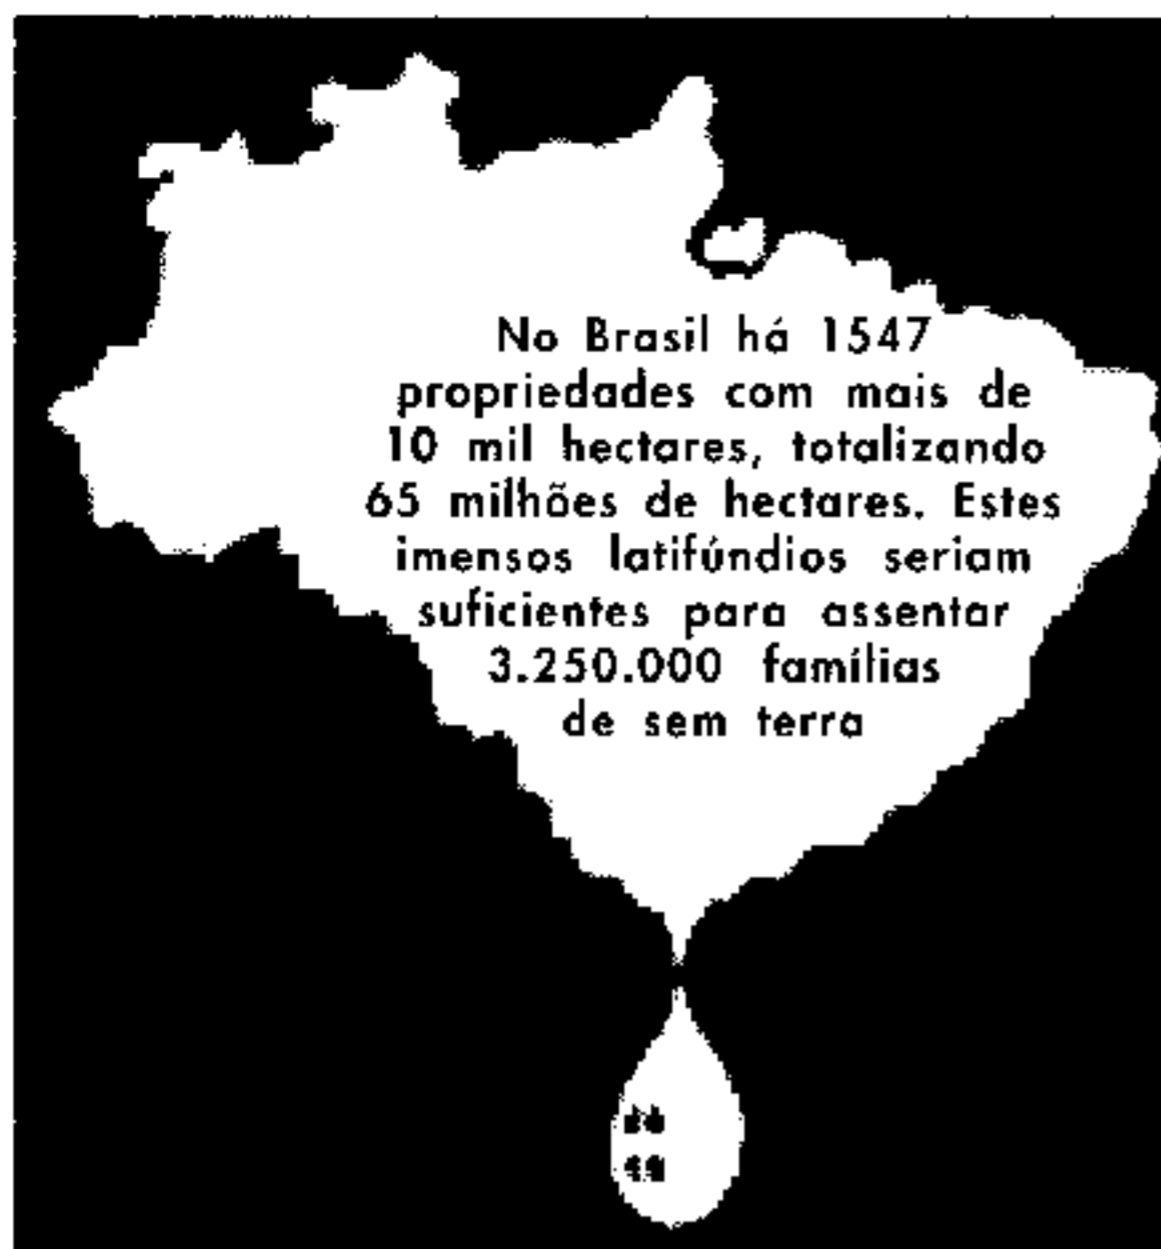 No Brasil há 1547
propriedades com mais de
10 mil hectares, totalizando
65 milhões de hectares. Estes
imensos latifúndios seriam
suficientes para assentar
3.250.000 famílias
de sem terra